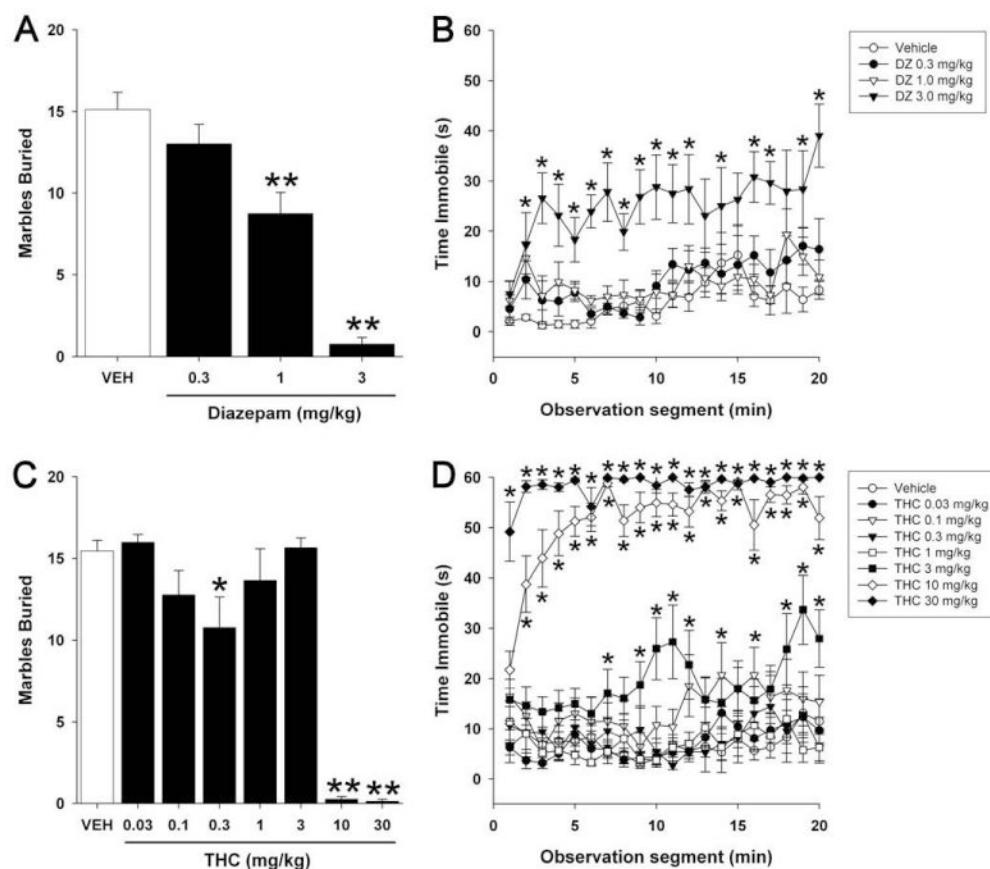 A
Marbles Buried
20
15
10
5
0
**
**
VEH
0.3
1
3
Diazepam (mg/kg)
B
Time Immobile (s)
60
50
40
30
20
10
0
* * * * * * * * * * * * * * * * *
0
5
10
15
20
Observation segment (min)
Vehicle
DZ 0.3 mg/kg
DZ 1.0 mg/kg
DZ 3.0 mg/kg
C
Marbles Buried
20
15
10
5
0
*
** **
VEH
0.03
0.1
0.3
1
3
10
30
THC (mg/kg)
D
Time Immobile (s)
60
50
40
30
20
10
0
* * * * * * * * * * * * * * * * * * * *
0
5
10
15
20
Observation segment (min)
Vehicle
THC 0.03 mg/kg
THC 0.1 mg/kg
THC 0.3 mg/kg
THC 1 mg/kg
THC 3 mg/kg
THC 10 mg/kg
THC 30 mg/kg